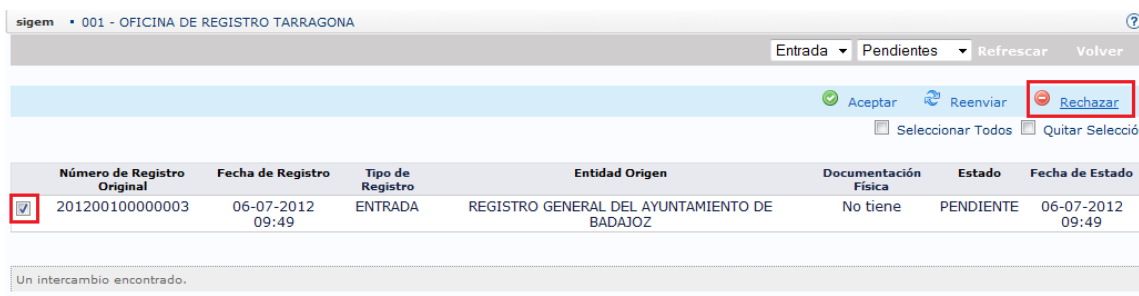 sigem • 001 - OFICINA DE REGISTRO TARRAGONA ?
Entrada Pendientes Refrescar Volver
Aceptar Reenviar Rechazar
Seleccionar Todos Quitar Selecció
Número de Registro Original Fecha de Registro Tipo de Registro Entidad Origen Documentación Física Estado Fecha de Estado
201200100000003 06-07-2012 09:49 ENTRADA REGISTRO GENERAL DEL AYUNTAMIENTO DE BADAJOZ No tiene PENDIENTE 06-07-2012 09:49
Un intercambio encontrado.